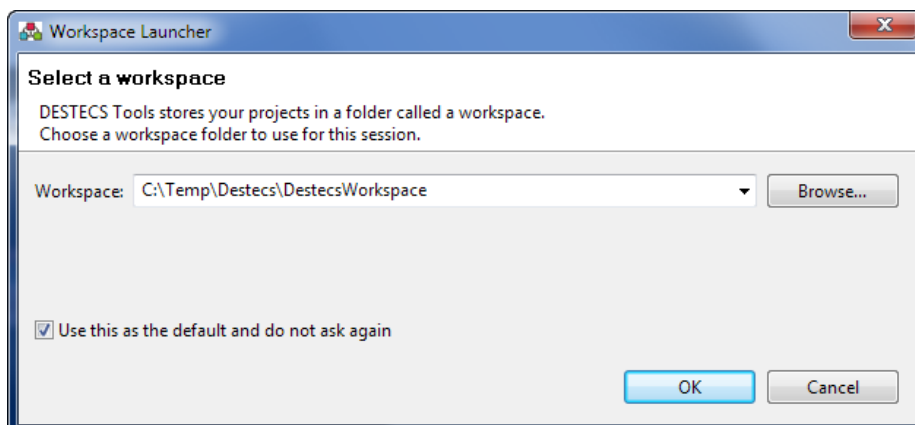 Workspace Launcher
Select a workspace
DESTECS Tools stores your projects in a folder called a workspace.
Choose a workspace folder to use for this session.
Workspace: C:\Temp\Destecs\DestecsWorkspace Browse...
Use this as the default and do not ask again
OK Cancel